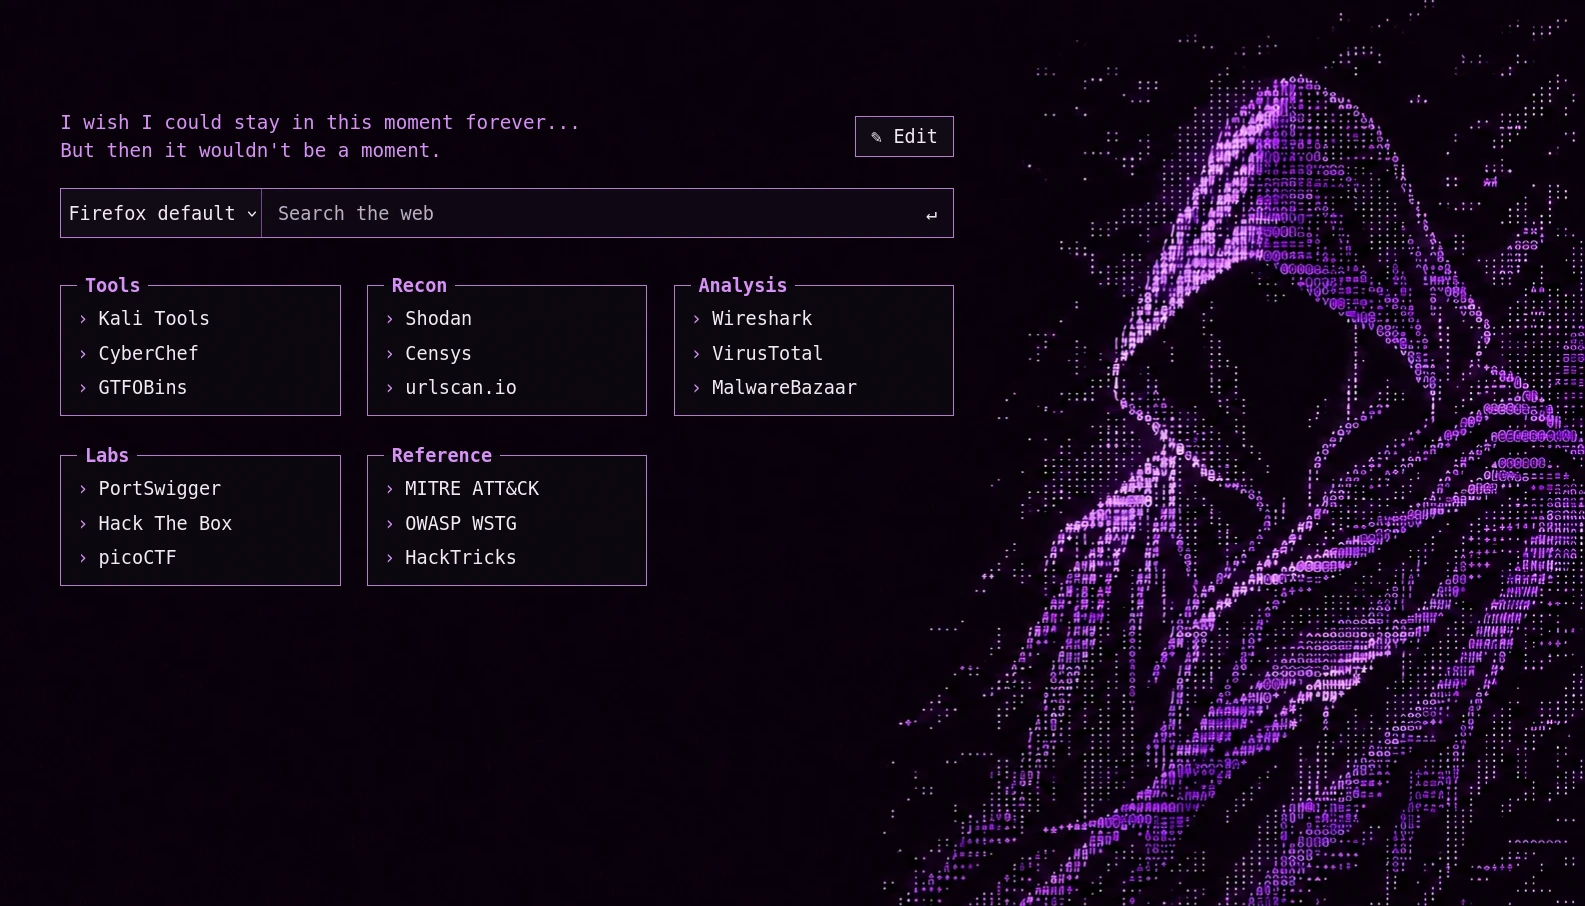 I wish I could stay in this moment forever...
But then it wouldn't be a moment.
✎ Edit
Firefox default
Search the web
↵
Tools
› Kali Tools
› CyberChef
› GTFOBins
Recon
› Shodan
› Censys
› urlscan.io
Analysis
› Wireshark
› VirusTotal
› MalwareBazaar
Labs
› PortSwigger
› Hack The Box
› picoCTF
Reference
› MITRE ATT&CK
› OWASP WSTG
› HackTricks